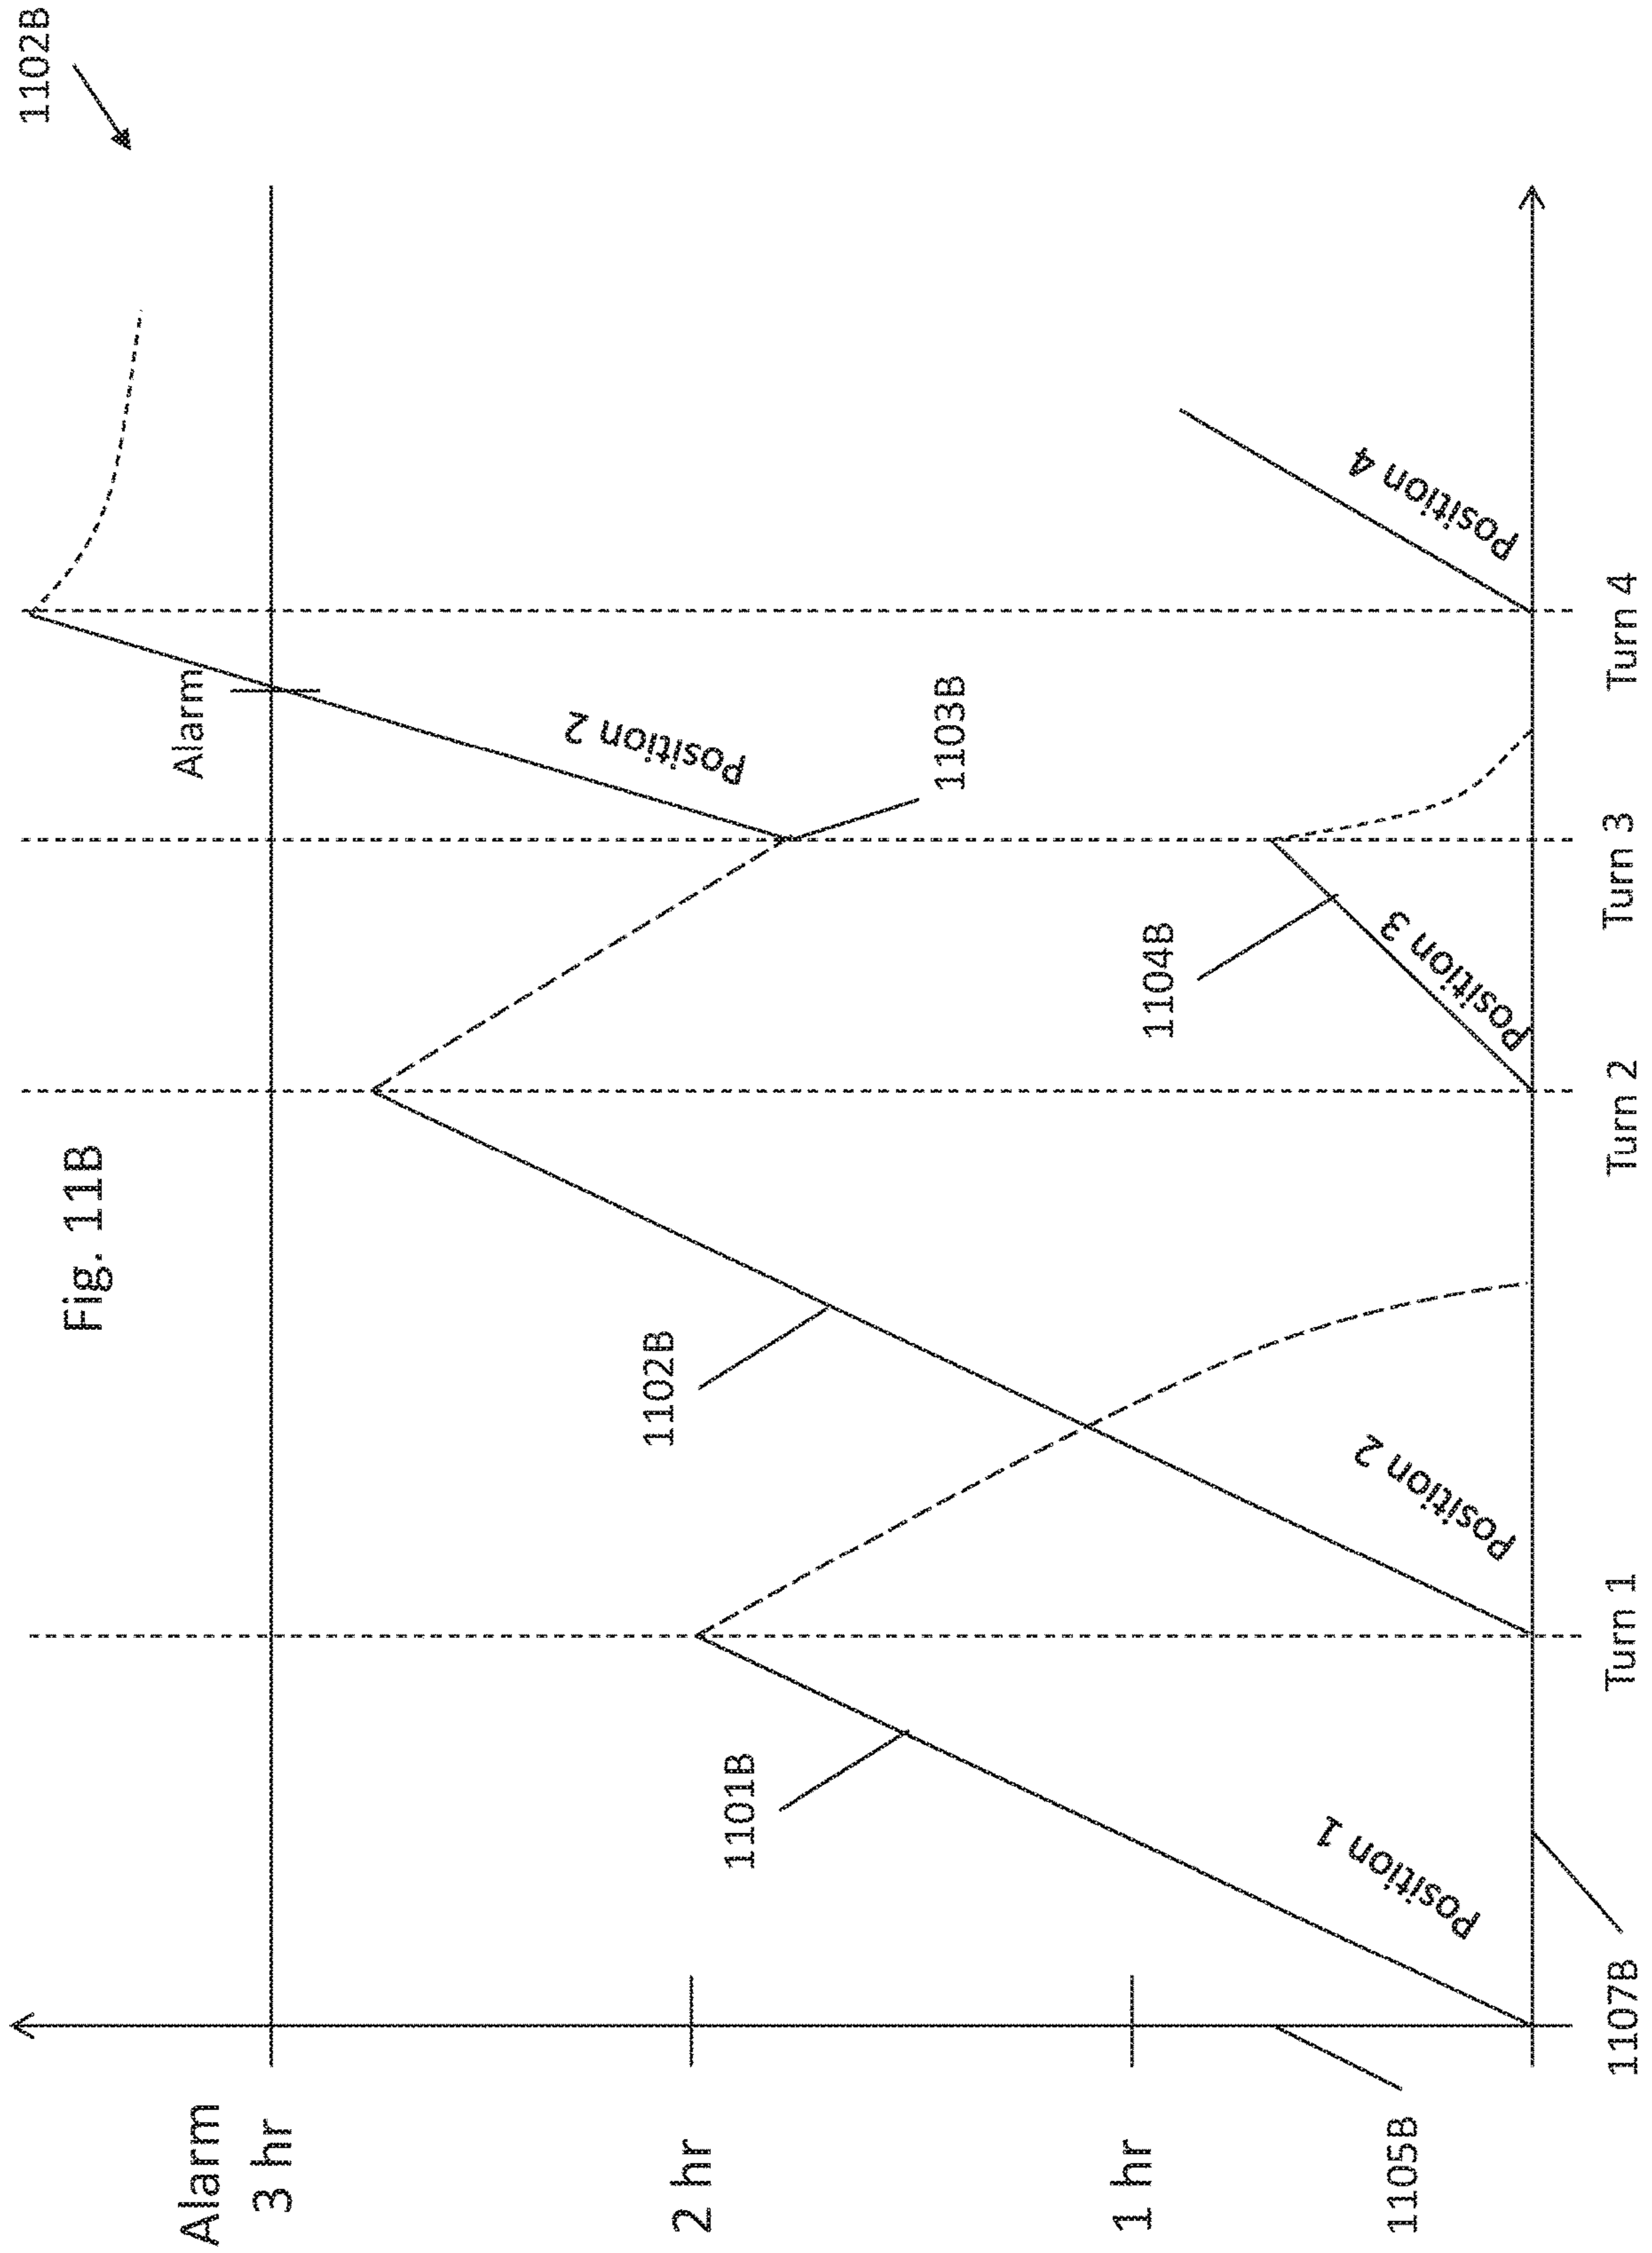 Fig. 11B
1102B
Alarm
3 hr
Alarm
2 hr
1 hr
1101B
1102B
Position 2
1103B
1104B
Position 1
Position 2
Position 3
Position 4
1105B
1107B
Turn 1
Turn 2
Turn 3
Turn 4